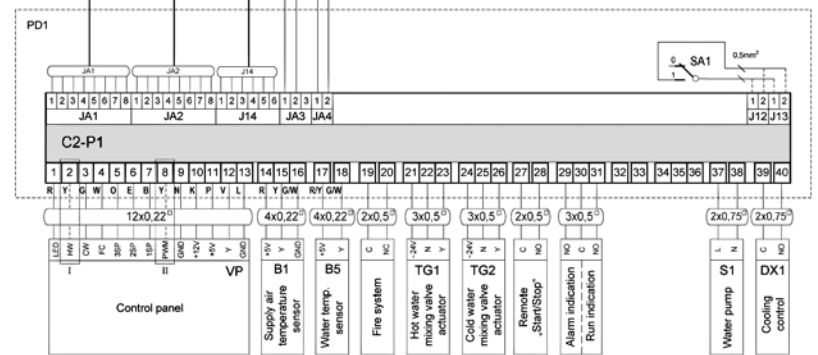 PD1
JA1 JA2 J14
0 1 SA1 0,5mm²
1 2 3 4 5 6 7 8 1 2 3 4 5 6 7 8 1 2 3 4 5 6 1 2 3 1 2 1 2 1 2
JA1 JA2 J14 JA3 JA4 J12 J13
C2-P1
1 2 3 4 5 6 7 8 9 10 11 12 13 14 15 16 17 18 19 20 21 22 23 24 25 26 27 28 29 30 31 32 33 34 35 36 37 38 39 40
R Y G W O E B Y N K P V L R Y G/W R/Y G/W
12x0,22 4x0,22 4x0,22 2x0,5 3x0,5 3x0,5 2x0,5 3x0,5 2x0,75 2x0,75
LED HW CW FC 3SP 2SP 1SP PWM GND +12V +5V Y GND +5V Y GND +5V Y C NC ~24V N Y ~24V N Y C NO NO C NO L N C NO
I II VP B1 B5 TG1 TG2 S1 DX1
Control panel
Supply air
temperature
sensor
Water temp.
sensor
Fire system
Hot water
mixing valve
actuator
Cold water
mixing valve
actuator
Remote
„Start/Stop"
Alarm indication
Run indication
Water pump
Cooling
control